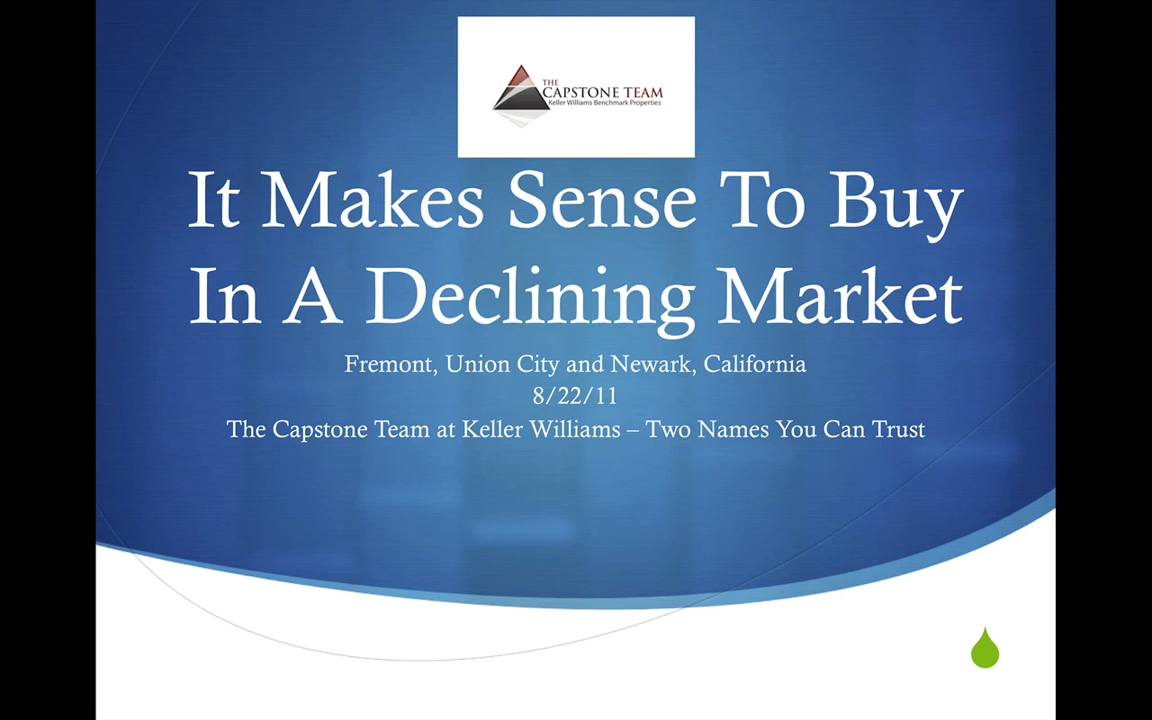 THE
CAPSTONE TEAM
Keller Williams Benchmark Properties
It Makes Sense To Buy
In A Declining Market
Fremont, Union City and Newark, California
8/22/11
The Capstone Team at Keller Williams – Two Names You Can Trust